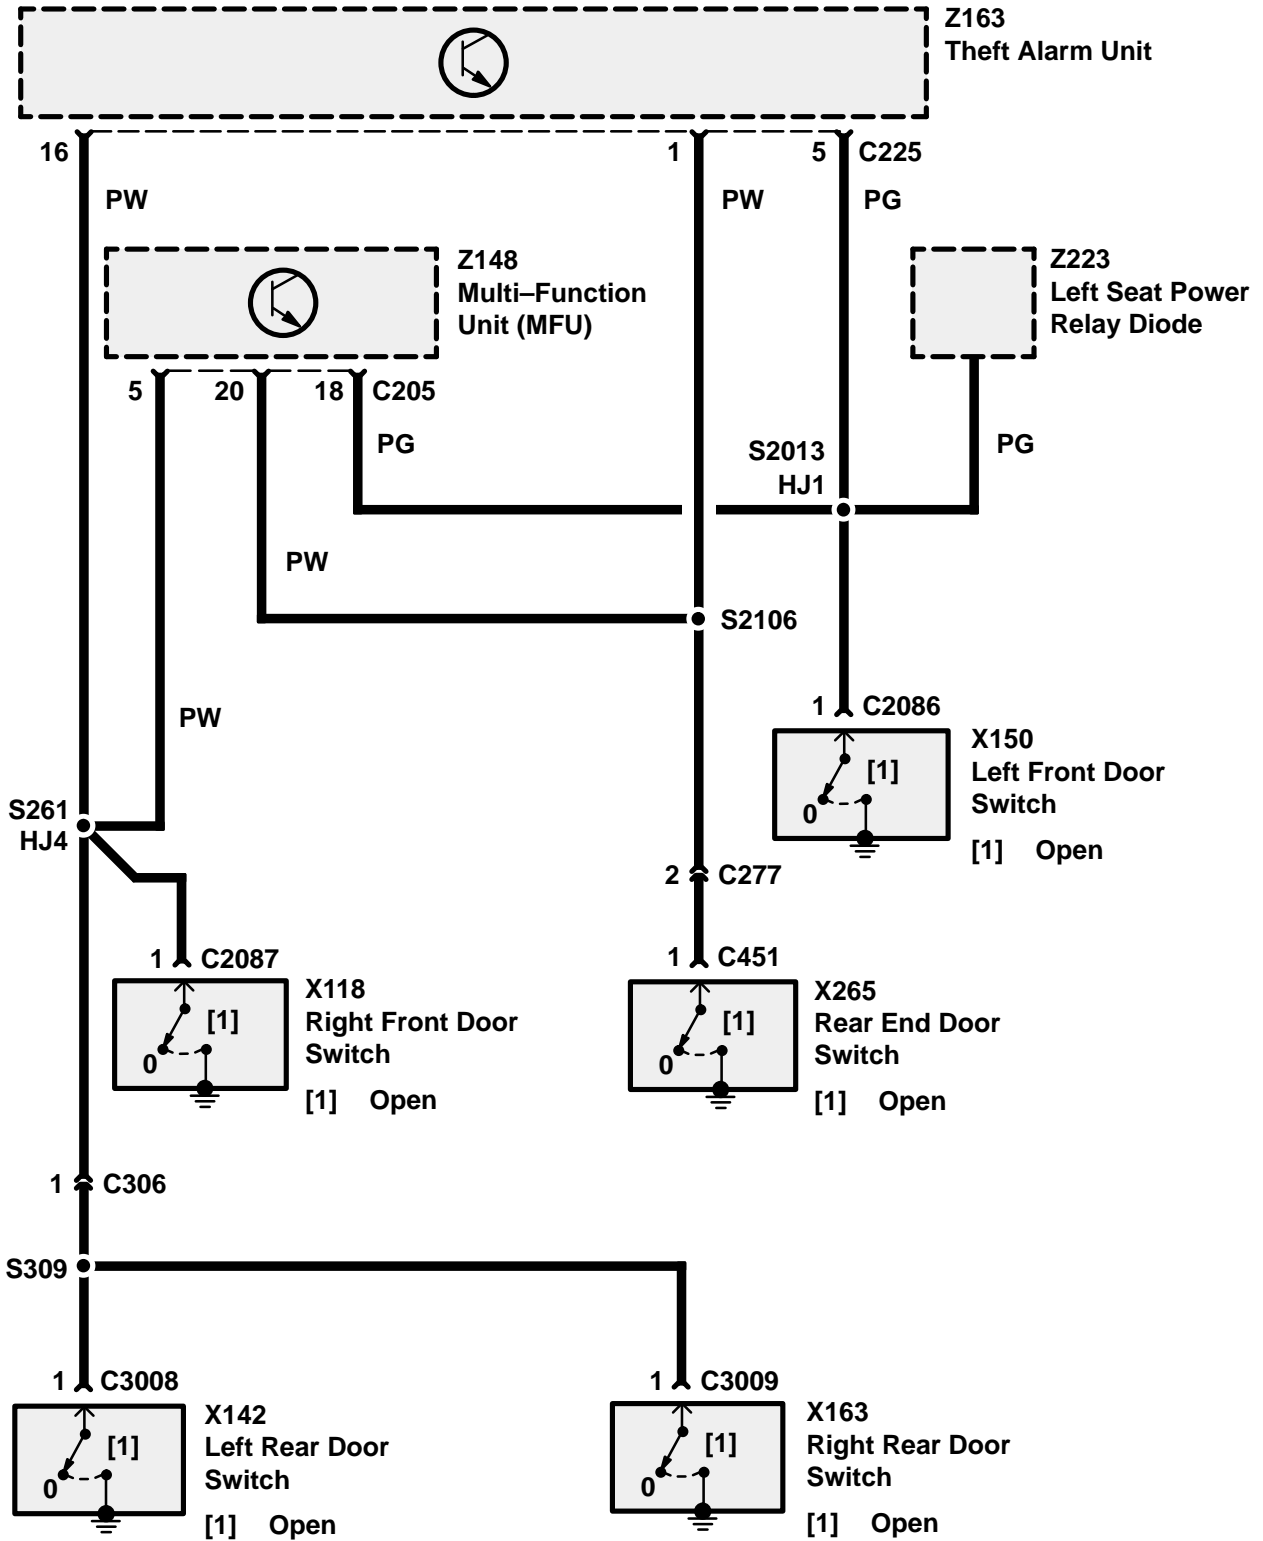 Z163
Theft Alarm Unit
16
1
5 C225
PW
PW
PG
Z148
Multi–Function
Unit (MFU)
Z223
Left Seat Power
Relay Diode
5
20
18 C205
PG
S2013
HJ1
PG
PW
S2106
PW
1 C2086
X150
Left Front Door
Switch
[1] Open
[1]
0
S261
HJ4
2 C277
1 C2087
X118
Right Front Door
Switch
[1] Open
[1]
0
1 C451
X265
Rear End Door
Switch
[1] Open
[1]
0
1 C306
S309
1 C3008
X142
Left Rear Door
Switch
[1] Open
[1]
0
1 C3009
X163
Right Rear Door
Switch
[1] Open
[1]
0